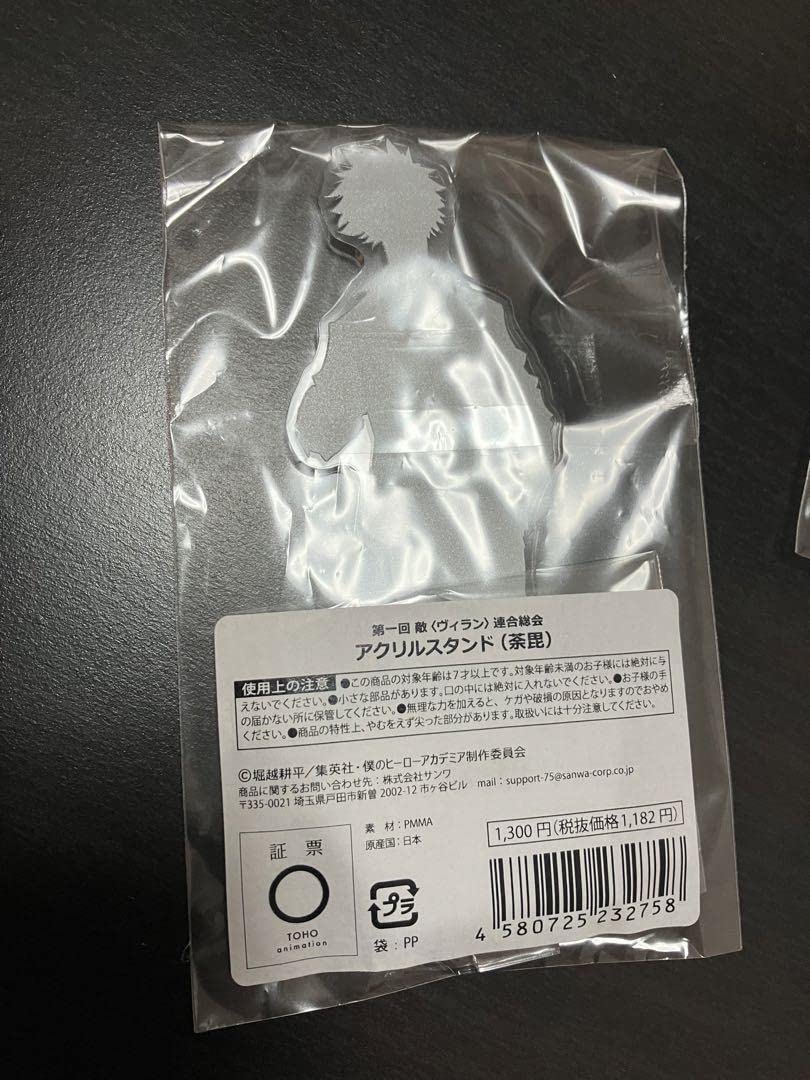 第一回 敵〈ヴィラン〉連合総会
アクリルスタンド（荼毘）
使用上の注意 ●この商品の対象年齢は7才以上です。対象年齢未満のお子様には絶対に与
えないでください。●小さな部品があります。口の中には絶対に入れないでください。●お子様の手
の届かない所に保管してください。●無理な力を加えると、ケガや破損の原因となりますのでおやめ
ください。●商品の特性上、やむをえず尖った部分があります。取扱いには十分注意してください。
©堀越耕平／集英社・僕のヒーローアカデミア製作委員会
商品に関するお問い合わせ先：株式会社サンワ
〒335-0021 埼玉県戸田市新曽 2002-12 市ヶ谷ビル mail：support-75@sanwa-corp.co.jp
素 材：PMMA
原産国：日本
1,300円（税抜価格1,182円）
証 票
TOHO
animation
プラ
袋：PP
4 580725 232758